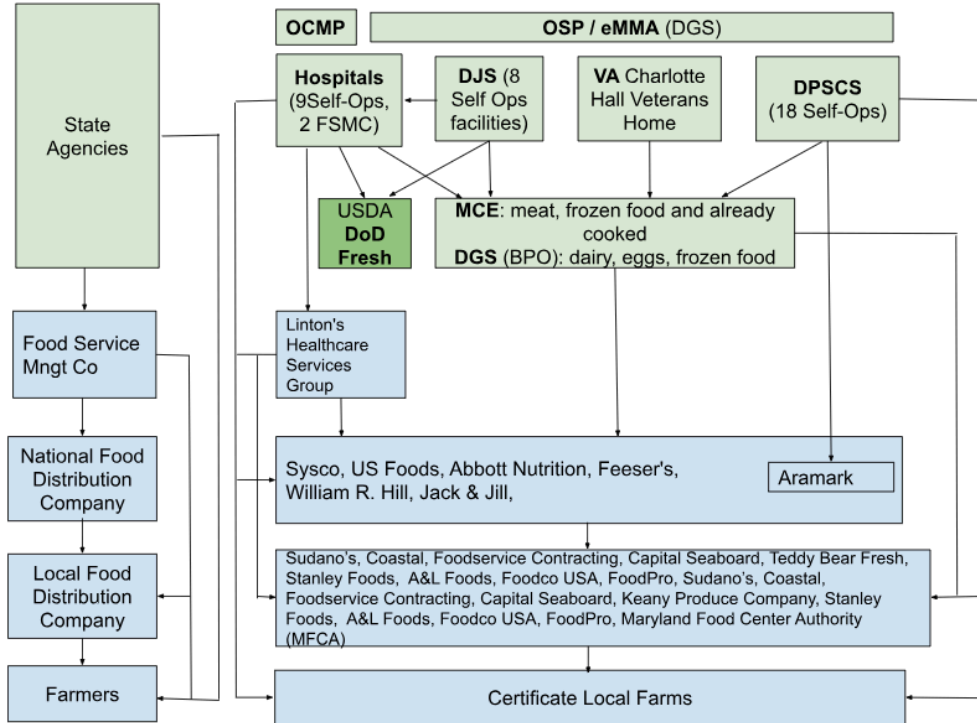 OCMP
OSP / eMMA (DGS)
State
Agencies
Hospitals
(9Self-Ops,
2 FSMC)
DJS (8
Self Ops
facilities)
VA Charlotte
Hall Veterans
Home
DPSCS
(18 Self-Ops)
USDA
DoD
Fresh
MCE: meat, frozen food and already
cooked
DGS (BPO): dairy, eggs, frozen food
Food Service
Mngt Co
Linton's
Healthcare
Services
Group
National Food
Distribution
Company
Sysco, US Foods, Abbott Nutrition, Feeser's,
William R. Hill, Jack & Jill,
Aramark
Local Food
Distribution
Company
Sudano's, Coastal, Foodservice Contracting, Capital Seaboard, Teddy Bear Fresh,
Stanley Foods, A&L Foods, Foodco USA, FoodPro, Sudano's, Coastal,
Foodservice Contracting, Capital Seaboard, Keany Produce Company, Stanley
Foods, A&L Foods, Foodco USA, FoodPro, Maryland Food Center Authority
(MFCA)
Farmers
Certificate Local Farms